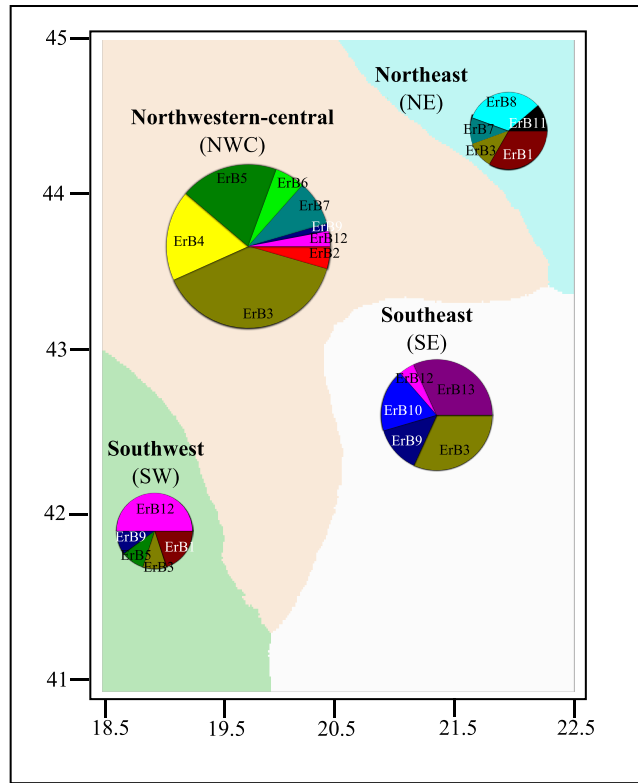 45
Northeast
(NE)
ErB8
ErB11
ErB7
ErB3
ErB1
Northwestern-central
(NWC)
44
ErB5
ErB6
ErB7
ErB9
ErB12
ErB2
ErB4
ErB3
43
Southeast
(SE)
ErB12
ErB13
ErB10
ErB9
ErB3
Southwest
(SW)
42
ErB12
ErB9
ErB1
ErB5
ErB3
41
18.5
19.5
20.5
21.5
22.5